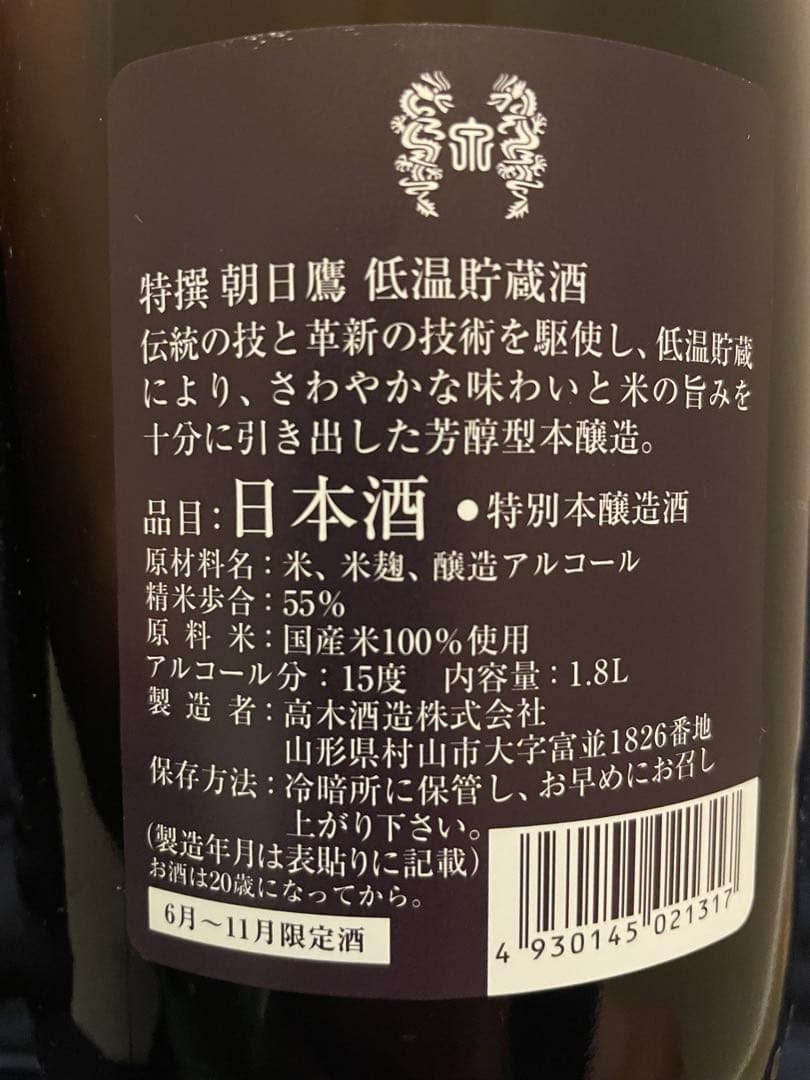 特撰 朝日鷹 低温貯蔵酒
伝統の技と革新の技術を駆使し、低温貯蔵
により、さわやかな味わいと米の旨みを
十分に引き出した芳醇型本醸造。
品目：日本酒 ●特別本醸造酒
原材料名：米、米麹、醸造アルコール
精米歩合：55%
原料米：国産米100%使用
アルコール分：15度 内容量：1.8L
製造者：高木酒造株式会社
山形県村山市大字富並1826番地
保存方法：冷暗所に保管し、お早めにお召し
上がり下さい。
(製造年月は表貼りに記載)
お酒は20歳になってから。
6月～11月限定酒
4 930145 021317